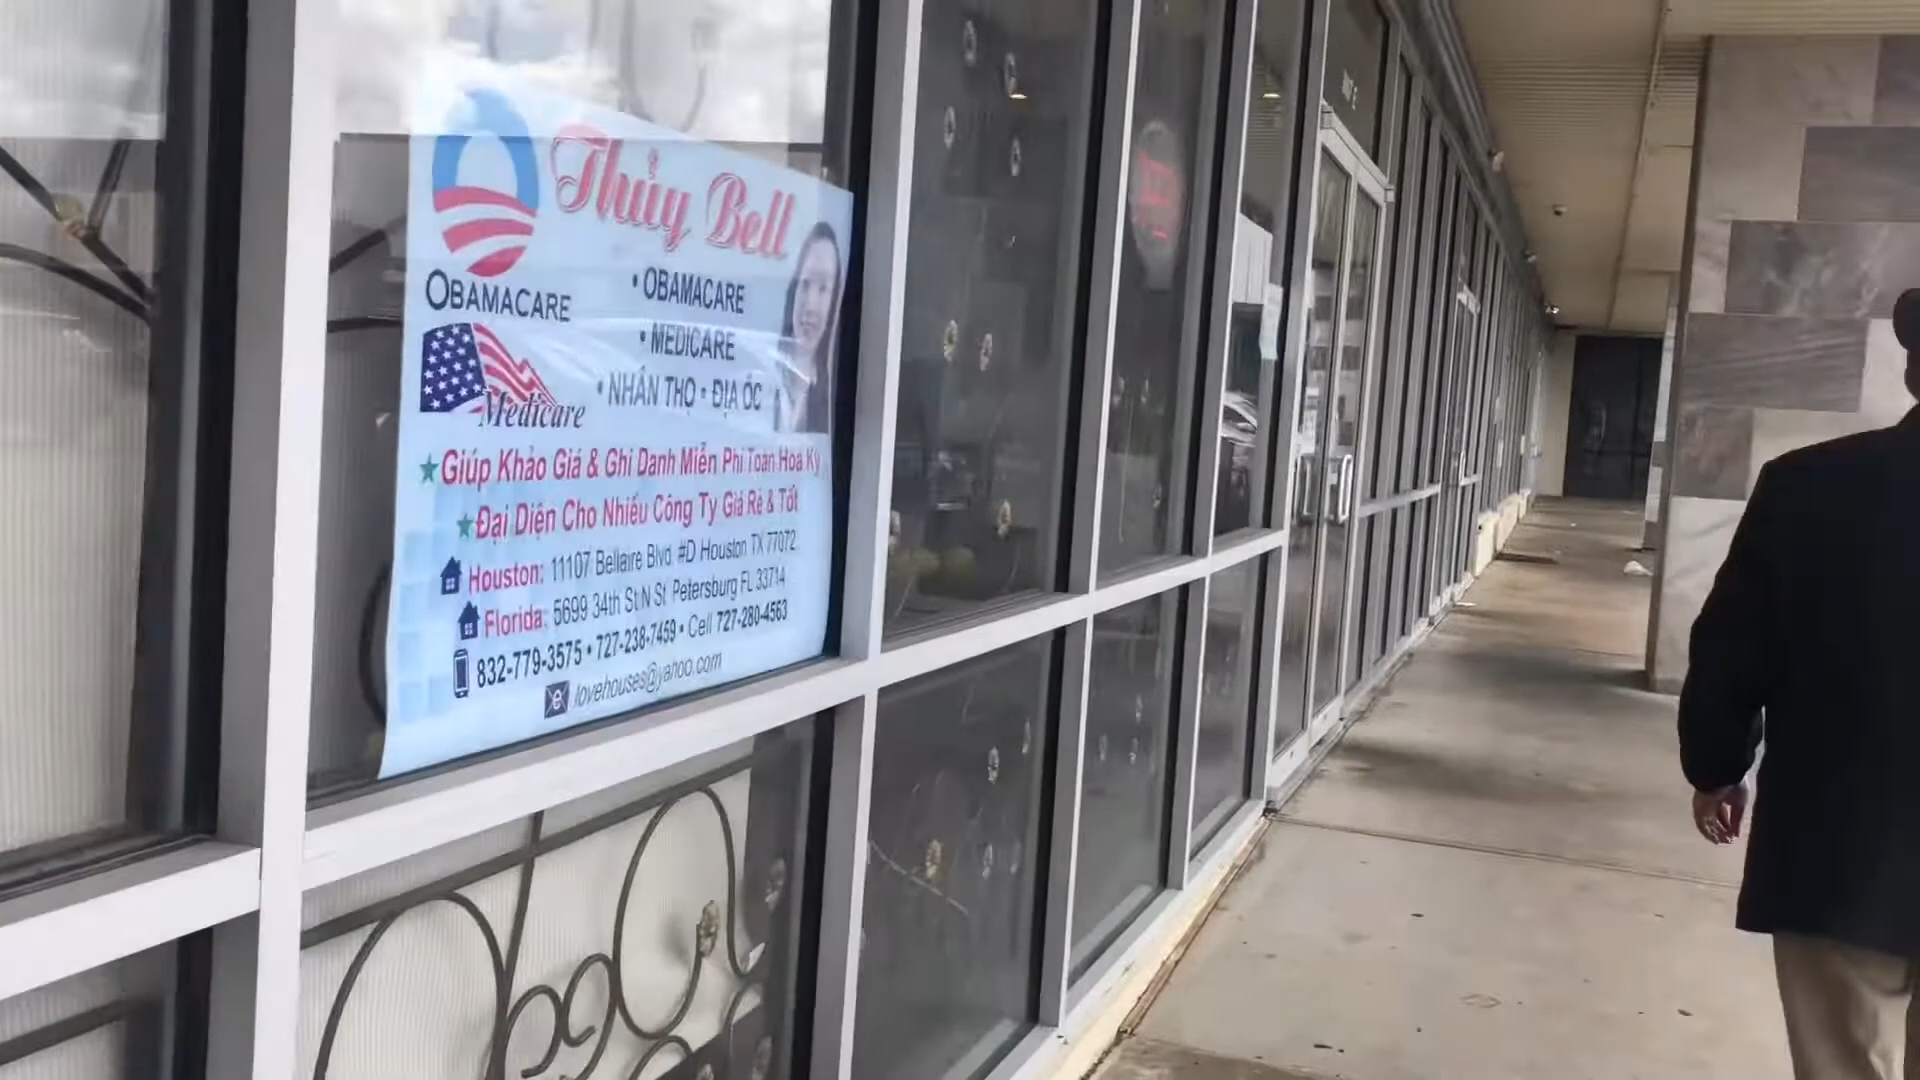 Thủy Bell
OBAMACARE
• OBAMACARE
• MEDICARE
Medicare
• NHÂN THỌ • ĐỊA ỐC
Giúp Khảo Giá & Ghi Danh Miễn Phí Toàn Hoa Kỳ
Đại Diện Cho Nhiều Công Ty Giá Rẻ & Tốt
Houston: 11107 Bellaire Blvd. #D Houston TX 77072
Florida: 5699 34th St N St. Petersburg FL 33714
832-779-3575 • 727-238-7459 • Cell 727-280-4563
lovehouses@yahoo.com